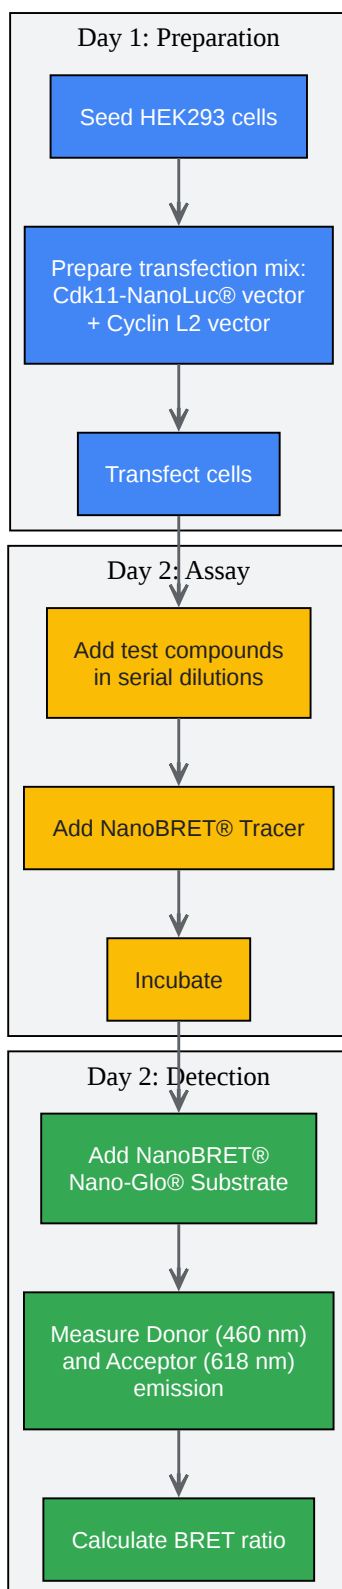 Day 1: Preparation
Seed HEK293 cells
Prepare transfection mix:
Cdk11-NanoLuc® vector
+ Cyclin L2 vector
Transfect cells
Day 2: Assay
Add test compounds
in serial dilutions
Add NanoBRET® Tracer
Incubate
Day 2: Detection
Add NanoBRET®
Nano-Glo® Substrate
Measure Donor (460 nm)
and Acceptor (618 nm)
emission
Calculate BRET ratio